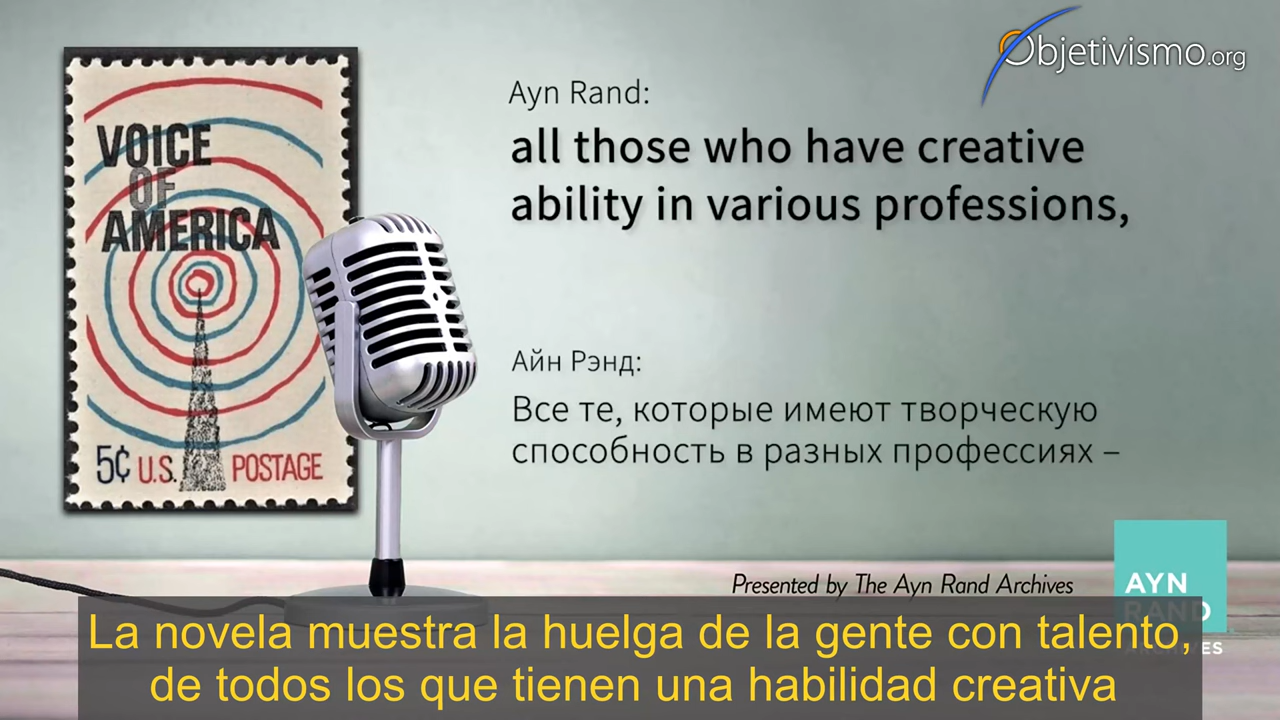 VOICE
OF
AMERICA
5¢ U.S. POSTAGE
Objetivismo.org
Ayn Rand:
all those who have creative
ability in various professions,
Айн Рэнд:
Все те, которые имеют творческую
способность в разных профессиях –
Presented by The Ayn Rand Archives
AYN
RAND
La novela muestra la huelga de la gente con talento,
de todos los que tienen una habilidad creativa